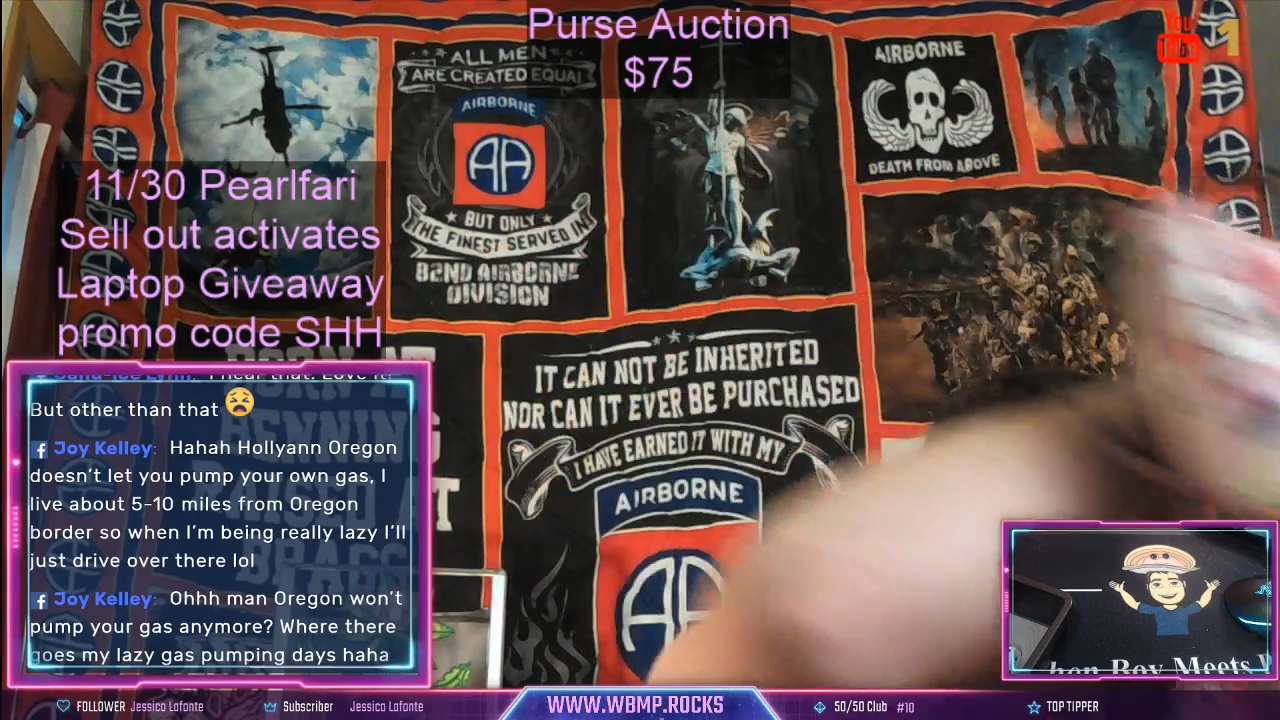 Purse Auction
$75
You
Tube
1
11/30 Pearlfari
Sell out activates
Laptop Giveaway
promo code SHH
ALL MEN
ARE CREATED EQUAL
AIRBORNE
AA
BUT ONLY
THE FINEST SERVED IN
82ND AIRBORNE
DIVISION
AIRBORNE
DEATH FROM ABOVE
IT CAN NOT BE INHERITED
NOR CAN IT EVER BE PURCHASED
I HAVE EARNED IT WITH MY
AIRBORNE
AA
But other than that
Joy Kelley: Hahah Hollyann Oregon
doesn't let you pump your own gas, I
live about 5-10 miles from Oregon
border so when I'm being really lazy I'll
just drive over there lol
Joy Kelley: Ohhh man Oregon won't
pump your gas anymore? Where there
goes my lazy gas pumping days haha
Boy Meets
FOLLOWER Jessica Lafonte
Subscriber Jessica Lafonte
WWW.WBMP.ROCKS
50/50 Club #10
TOP TIPPER